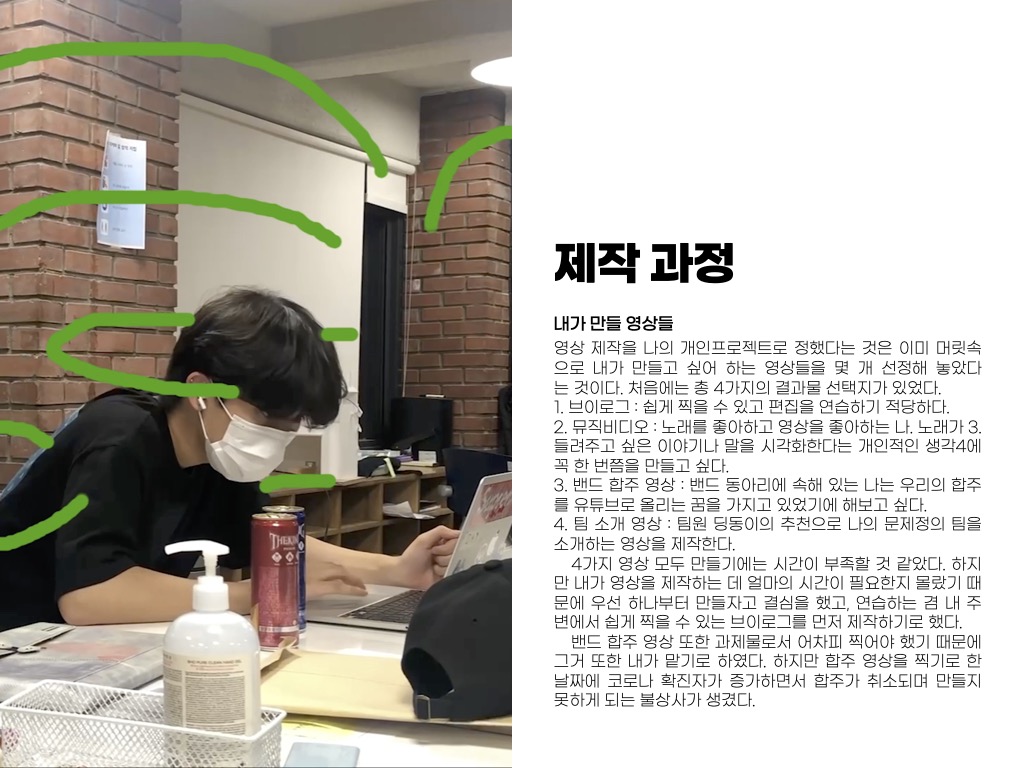 THE KING
제작 과정
내가 만들 영상들
영상 제작을 나의 개인프로젝트로 정했다는 것은 이미 머릿속
으로 내가 만들고 싶어 하는 영상들을 몇 개 선정해 놓았다
는 것이다. 처음에는 총 4가지의 결과물 선택지가 있었다.
1. 브이로그 : 쉽게 찍을 수 있고 편집을 연습하기 적당하다.
2. 뮤직비디오 : 노래를 좋아하고 영상을 좋아하는 나. 노래가 3.
들려주고 싶은 이야기나 말을 시각화한다는 개인적인 생각4에
꼭 한 번쯤을 만들고 싶다.
3. 밴드 합주 영상 : 밴드 동아리에 속해 있는 나는 우리의 합주
를 유튜브로 올리는 꿈을 가지고 있었기에 해보고 싶다.
4. 팀 소개 영상 : 팀원 딩동이의 추천으로 나의 문제정의 팀을
소개하는 영상을 제작한다.
4가지 영상 모두 만들기에는 시간이 부족할 것 같았다. 하지
만 내가 영상을 제작하는 데 얼마의 시간이 필요한지 몰랐기 때
문에 우선 하나부터 만들자고 결심을 했고, 연습하는 겸 내 주
변에서 쉽게 찍을 수 있는 브이로그를 먼저 제작하기로 했다.
밴드 합주 영상 또한 과제물로서 어차피 찍어야 했기 때문에
그거 또한 내가 맡기로 하였다. 하지만 합주 영상을 찍기로 한
날짜에 코로나 확진자가 증가하면서 합주가 취소되며 만들지
못하게 되는 불상사가 생겼다.